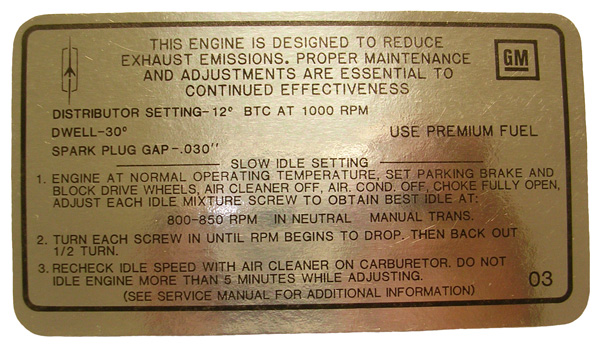 THIS ENGINE IS DESIGNED TO REDUCE
EXHAUST EMISSIONS. PROPER MAINTENANCE
AND ADJUSTMENTS ARE ESSENTIAL TO
CONTINUED EFFECTIVENESS
GM
DISTRIBUTOR SETTING-12° BTC AT 1000 RPM
DWELL-30°
USE PREMIUM FUEL
SPARK PLUG GAP-.030"
SLOW IDLE SETTING
1. ENGINE AT NORMAL OPERATING TEMPERATURE, SET PARKING BRAKE AND
BLOCK DRIVE WHEELS, AIR CLEANER OFF, AIR. COND. OFF, CHOKE FULLY OPEN,
ADJUST EACH IDLE MIXTURE SCREW TO OBTAIN BEST IDLE AT:
800-850 RPM IN NEUTRAL MANUAL TRANS.
2. TURN EACH SCREW IN UNTIL RPM BEGINS TO DROP. THEN BACK OUT
1/2 TURN.
3. RECHECK IDLE SPEED WITH AIR CLEANER ON CARBURETOR. DO NOT
IDLE ENGINE MORE THAN 5 MINUTES WHILE ADJUSTING.
(SEE SERVICE MANUAL FOR ADDITIONAL INFORMATION)
03